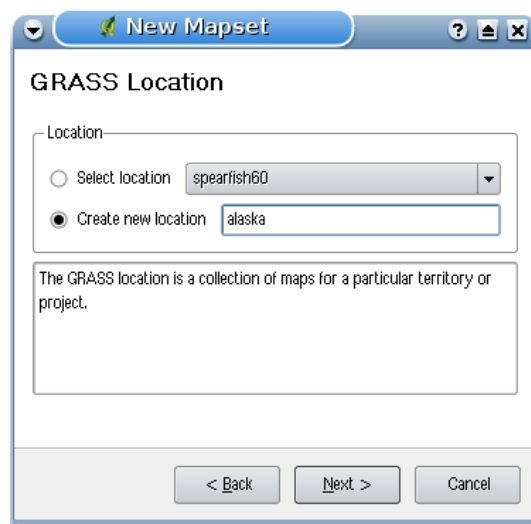 New Mapset
GRASS Location
Location
Select location spearfish60
Create new location alaska
The GRASS location is a collection of maps for a particular territory or
project.
< Back Next > Cancel